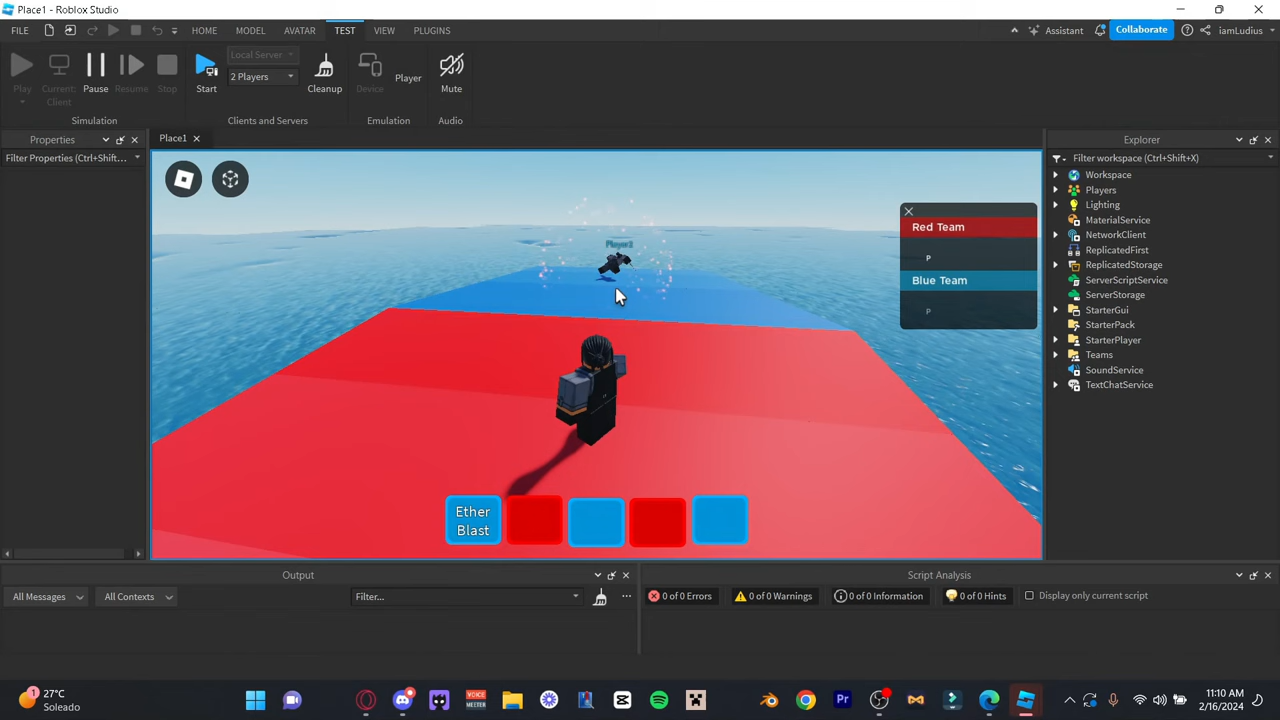 Place1 - Roblox Studio
FILE HOME MODEL AVATAR TEST VIEW PLUGINS Assistant Collaborate iamLudius
Local Server
2 Players
Play Current: Client Pause Resume Stop Start Cleanup Device Player Mute
Simulation Clients and Servers Emulation Audio
Properties
Filter Properties (Ctrl+Shift...
Place1
Explorer
Filter workspace (Ctrl+Shift+X)
Workspace
Players
Lighting
MaterialService
NetworkClient
ReplicatedFirst
ReplicatedStorage
ServerScriptService
ServerStorage
StarterGui
StarterPack
StarterPlayer
Teams
SoundService
TextChatService
Player2
Red Team
P
Blue Team
P
Ether
Blast
Output
All Messages All Contexts Filter...
Script Analysis
0 of 0 Errors 0 of 0 Warnings 0 of 0 Information 0 of 0 Hints Display only current script
1
27°C
Soleado
VOICE
MEETER
Pr
11:10 AM
2/16/2024